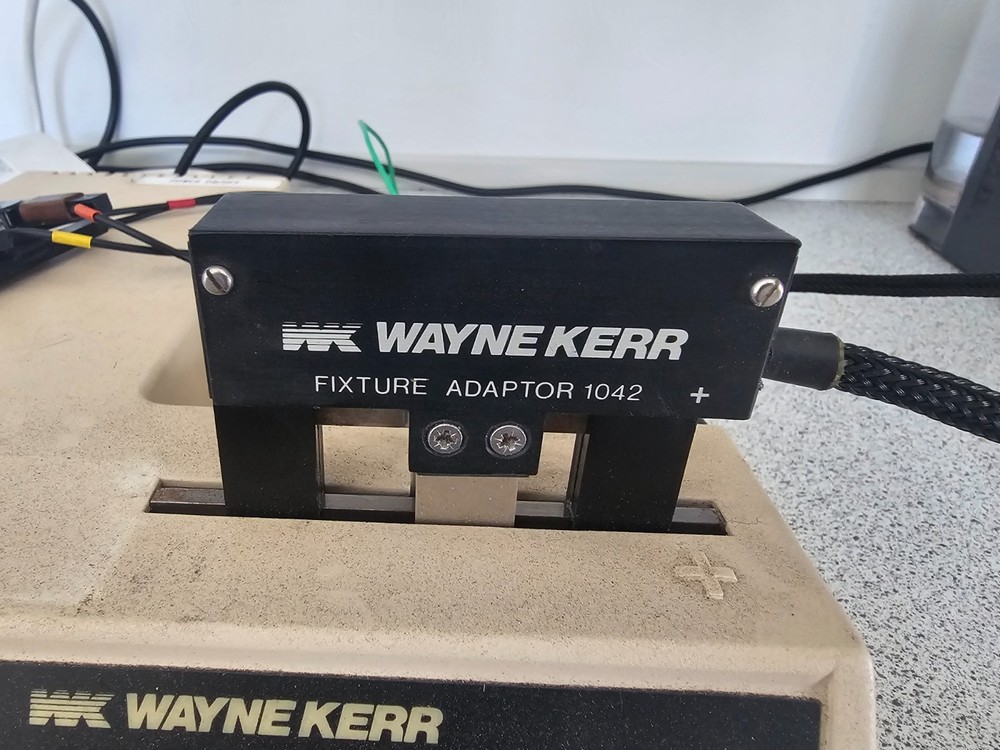 WK WAYNE KERR
FIXTURE ADAPTOR 1042 +
+
WK WAYNE KERR